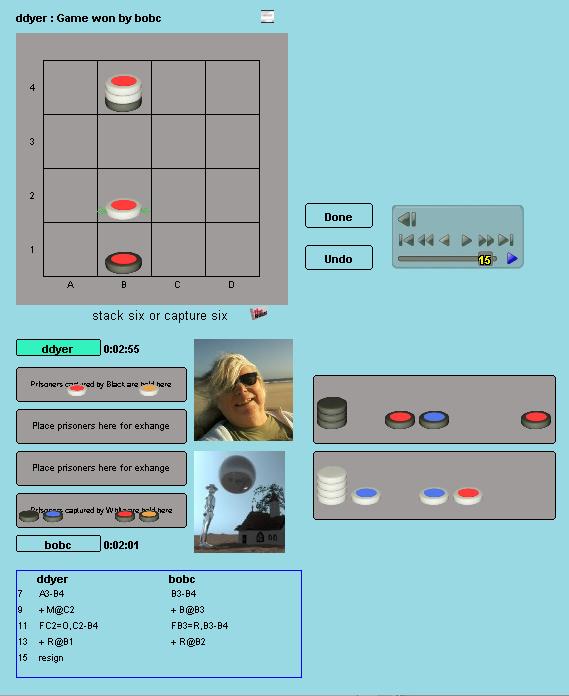 ddyer : Game won by bobc
4
3
2
1
A B C D
stack six or capture six
Done
Undo
15
ddyer 0:02:55
Prisoners captured by Black are held here
Place prisoners here for exhange
Place prisoners here for exhange
Prisoners captured by White are held here
bobc 0:02:01
ddyer bobc
7 A3-B4 B3-B4
9 + M@C2 + B@B3
11 FC2=O,C2-B4 FB3=R,B3-B4
13 + R@B1 + R@B2
15 resign